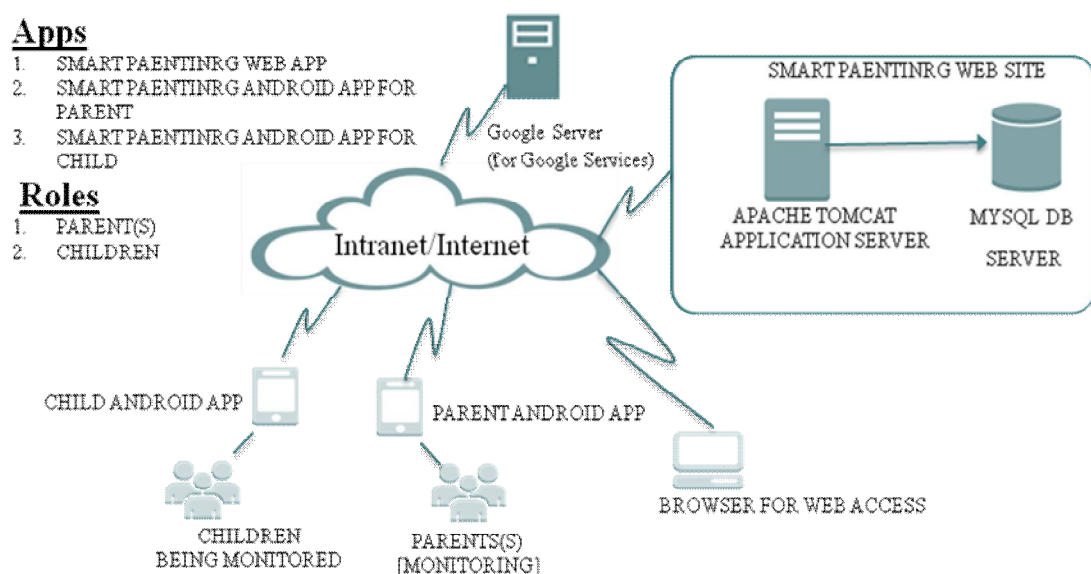 Apps
1. SMART PAENTINRG WEB APP
2. SMART PAENTINRG ANDROID APP FOR
PARENT
3. SMART PAENTINRG ANDROID APP FOR
CHILD
Roles
1. PARENT(S)
2. CHILDREN
Google Server
(for Google Services)
SMART PAENTINRG WEB SITE
APACHE TOMCAT
APPLICATION SERVER
MYSQL DB
SERVER
Intranet/Internet
CHILD ANDROID APP
PARENT ANDROID APP
BROWSER FOR WEB ACCESS
CHILDREN
BEING MONITORED
PARENTS(S)
[MONITORING]